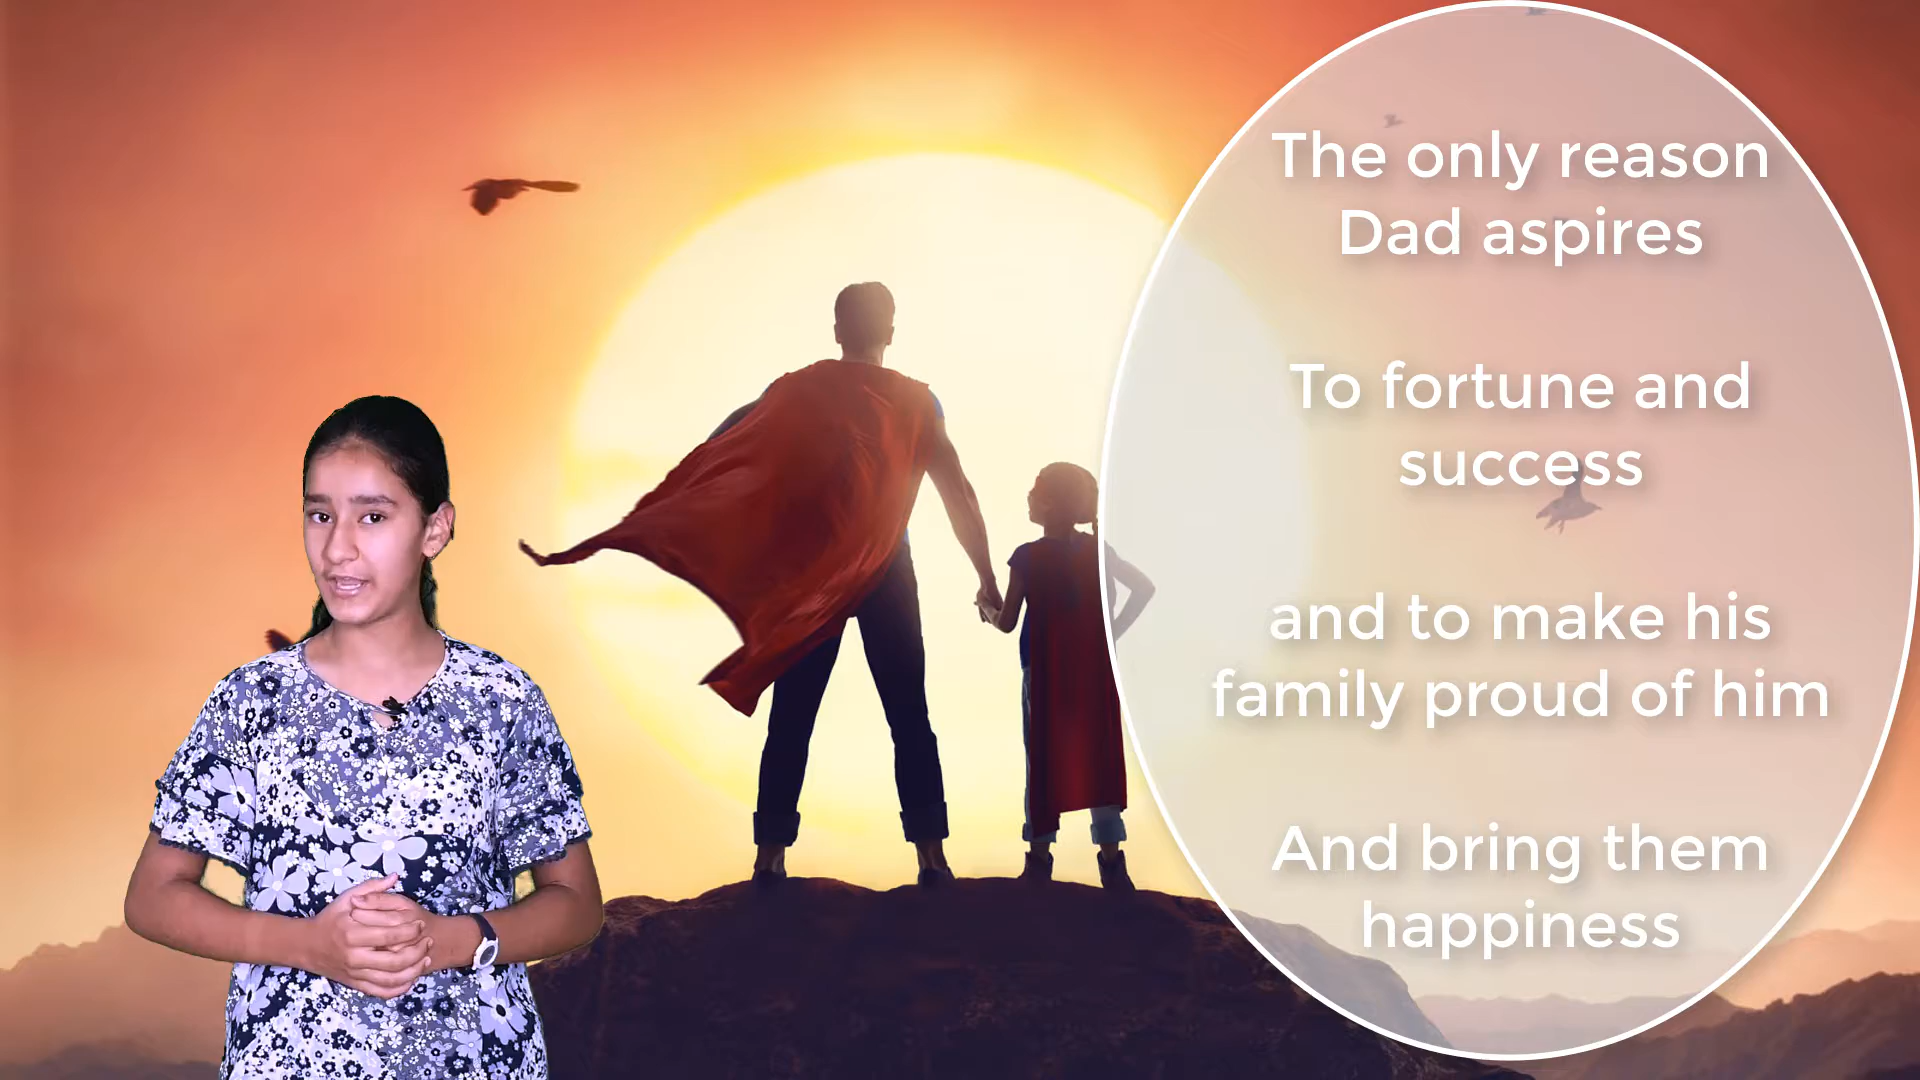 The only reason
Dad aspires
To fortune and
success
and to make his
family proud of him
And bring them
happiness